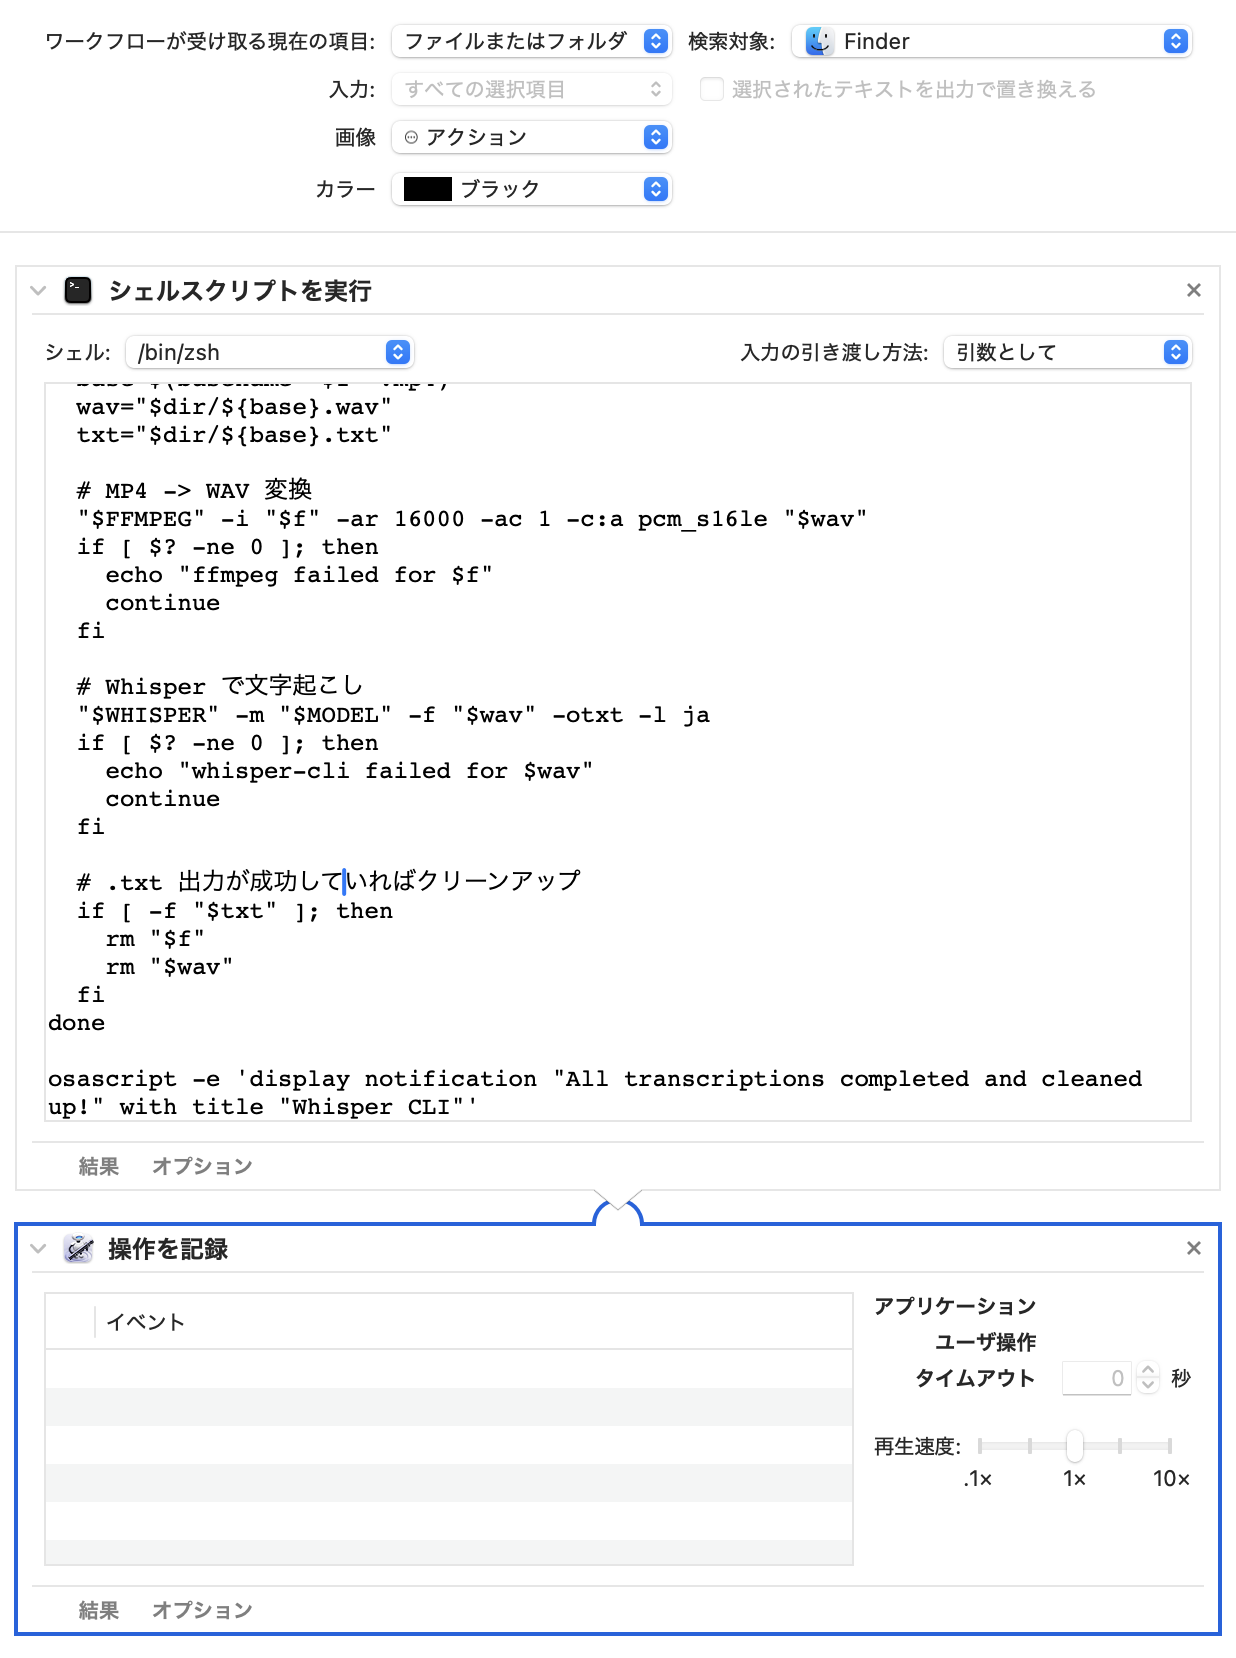 ワークフローが受け取る現在の項目: ファイルまたはフォルダ 検索対象: Finder
入力: すべての選択項目 選択されたテキストを出力で置き換える
画像 アクション
カラー ブラック
シェルスクリプトを実行
シェル: /bin/zsh 入力の引き渡し方法: 引数として
wav="$dir/${base}.wav"
txt="$dir/${base}.txt"
# MP4 -> WAV 変換
"$FFMPEG" -i "$f" -ar 16000 -ac 1 -c:a pcm_s16le "$wav"
if [ $? -ne 0 ]; then
echo "ffmpeg failed for $f"
continue
fi
# Whisper で文字起こし
"$WHISPER" -m "$MODEL" -f "$wav" -otxt -l ja
if [ $? -ne 0 ]; then
echo "whisper-cli failed for $wav"
continue
fi
# .txt 出力が成功していればクリーンアップ
if [ -f "$txt" ]; then
rm "$f"
rm "$wav"
fi
done
osascript -e 'display notification "All transcriptions completed and cleaned
up!" with title "Whisper CLI"'
結果 オプション
操作を記録
イベント
アプリケーション
ユーザ操作
タイムアウト 0 秒
再生速度:
.1× 1× 10×
結果 オプション